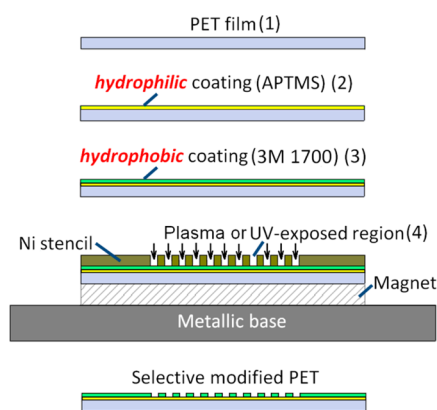 PET film (1)
hydrophilic coating (APTMS) (2)
hydrophobic coating (3M 1700) (3)
Plasma or UV-exposed region (4)
Ni stencil
Magnet
Metallic base
Selective modified PET